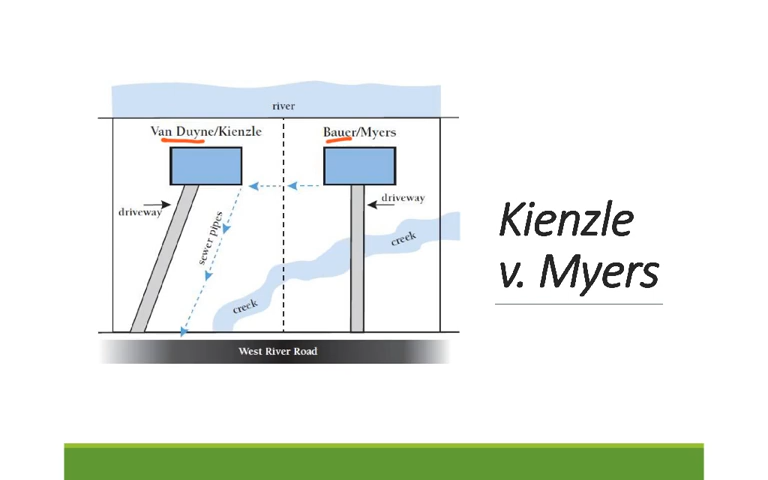 river
Van Duyne/Kienzle
Bauer/Myers
driveway
driveway
sewer pipes
creek
creek
West River Road
Kienzle
v. Myers